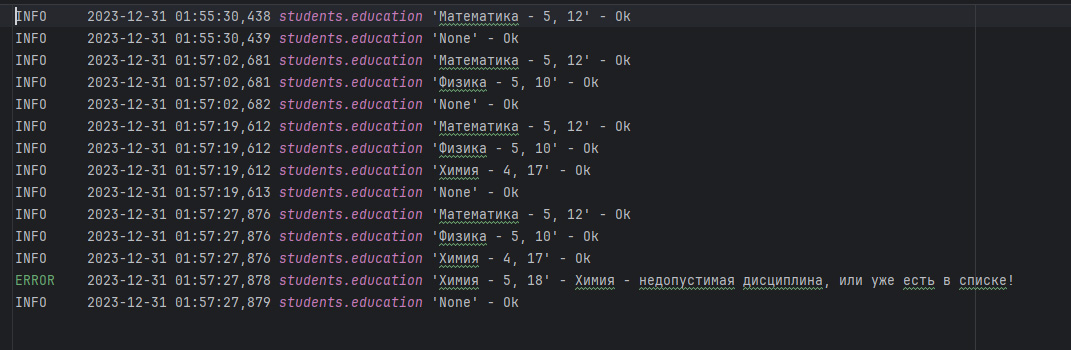 INFO 2023-12-31 01:55:30,438 students.education 'Математика - 5, 12' - Ok
INFO 2023-12-31 01:55:30,439 students.education 'None' - Ok
INFO 2023-12-31 01:57:02,681 students.education 'Математика - 5, 12' - Ok
INFO 2023-12-31 01:57:02,681 students.education 'Физика - 5, 10' - Ok
INFO 2023-12-31 01:57:02,682 students.education 'None' - Ok
INFO 2023-12-31 01:57:19,612 students.education 'Математика - 5, 12' - Ok
INFO 2023-12-31 01:57:19,612 students.education 'Физика - 5, 10' - Ok
INFO 2023-12-31 01:57:19,612 students.education 'Химия - 4, 17' - Ok
INFO 2023-12-31 01:57:19,613 students.education 'None' - Ok
INFO 2023-12-31 01:57:27,876 students.education 'Математика - 5, 12' - Ok
INFO 2023-12-31 01:57:27,876 students.education 'Физика - 5, 10' - Ok
INFO 2023-12-31 01:57:27,876 students.education 'Химия - 4, 17' - Ok
ERROR 2023-12-31 01:57:27,878 students.education 'Химия - 5, 18' - Химия - недопустимая дисциплина, или уже есть в списке!
INFO 2023-12-31 01:57:27,879 students.education 'None' - Ok